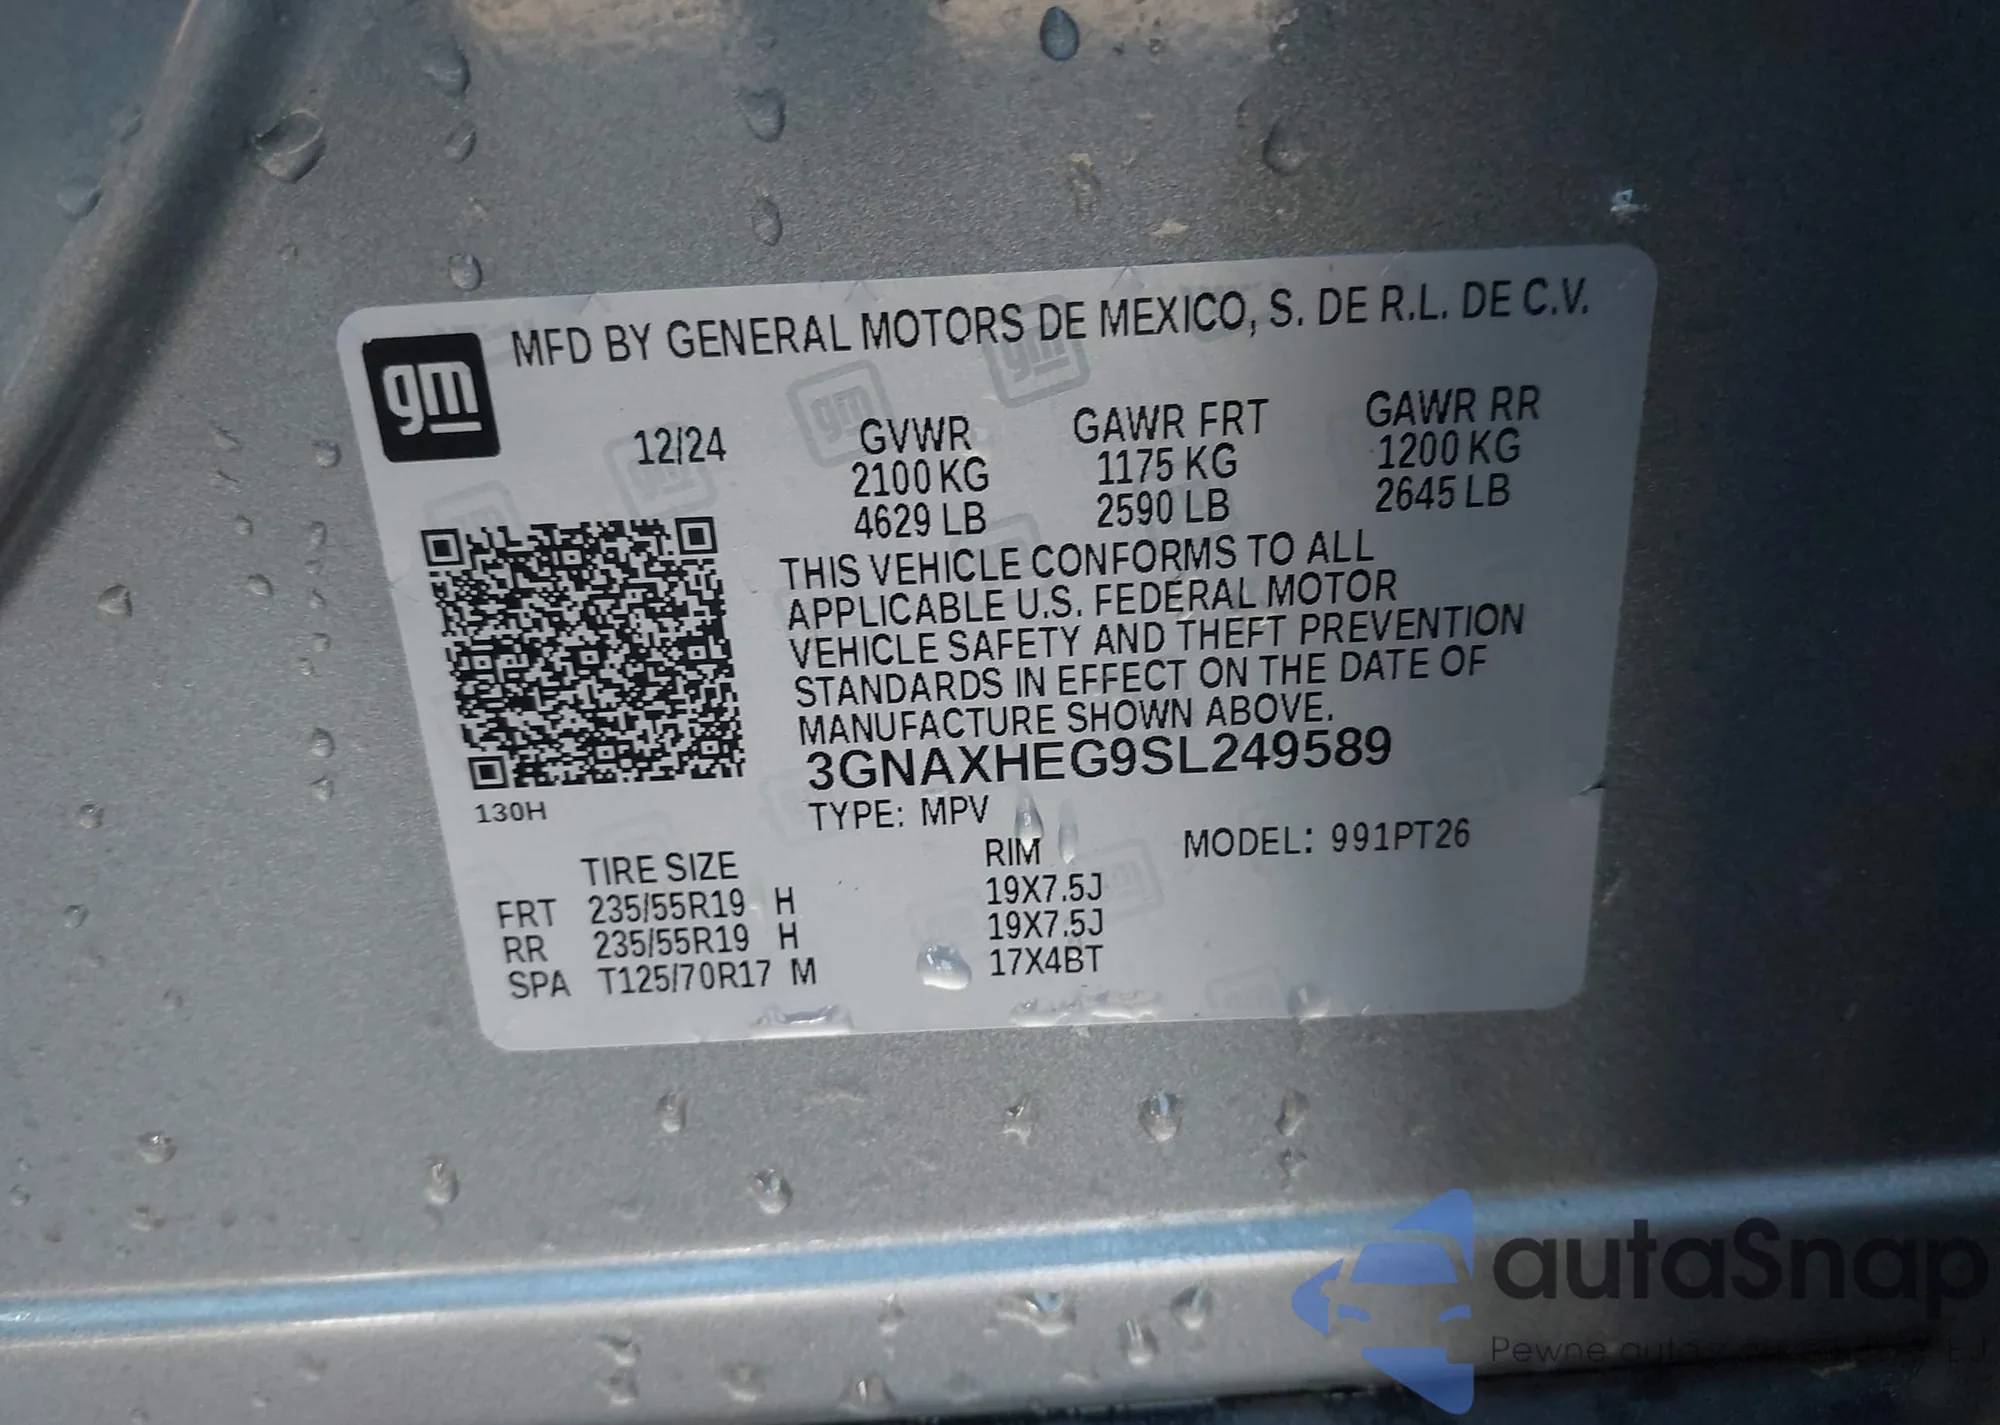 gm
MFD BY GENERAL MOTORS DE MEXICO, S. DE R.L. DE C.V.
12/24 GVWR GAWR FRT GAWR RR
2100 KG 1175 KG 1200 KG
4629 LB 2590 LB 2645 LB
THIS VEHICLE CONFORMS TO ALL
APPLICABLE U.S. FEDERAL MOTOR
VEHICLE SAFETY AND THEFT PREVENTION
STANDARDS IN EFFECT ON THE DATE OF
MANUFACTURE SHOWN ABOVE.
3GNAXHEG9SL249589
130H
TYPE: MPV
MODEL: 991PT26
TIRE SIZE RIM
FRT 235/55R19 H 19X7.5J
RR 235/55R19 H 19X7.5J
SPA T125/70R17 M 17X4BT
autaSnap
Pewne auta